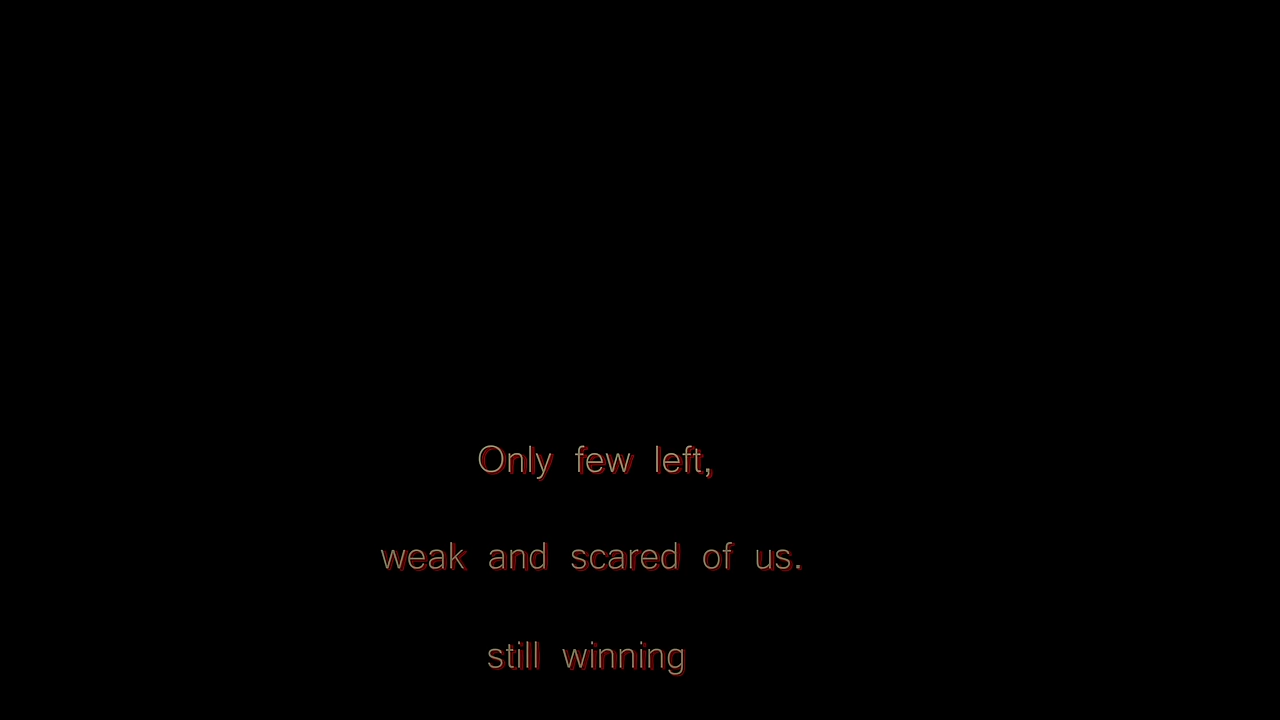 Only few left,
weak and scared of us.
still winning